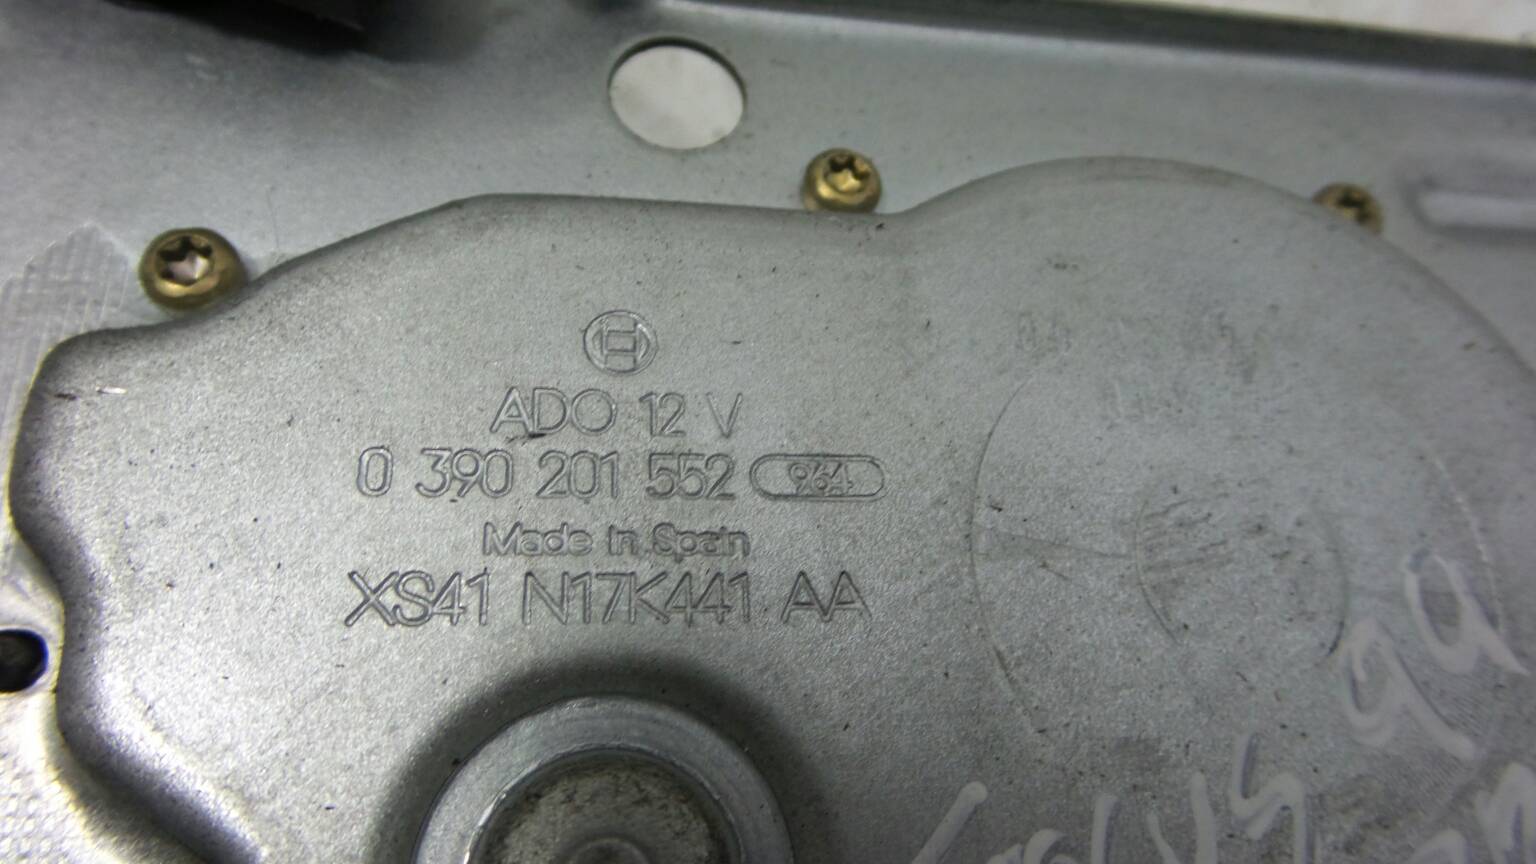 ADO 12 V
0 390 201 552 964
Made in Spain
XS41 N17K441 AA